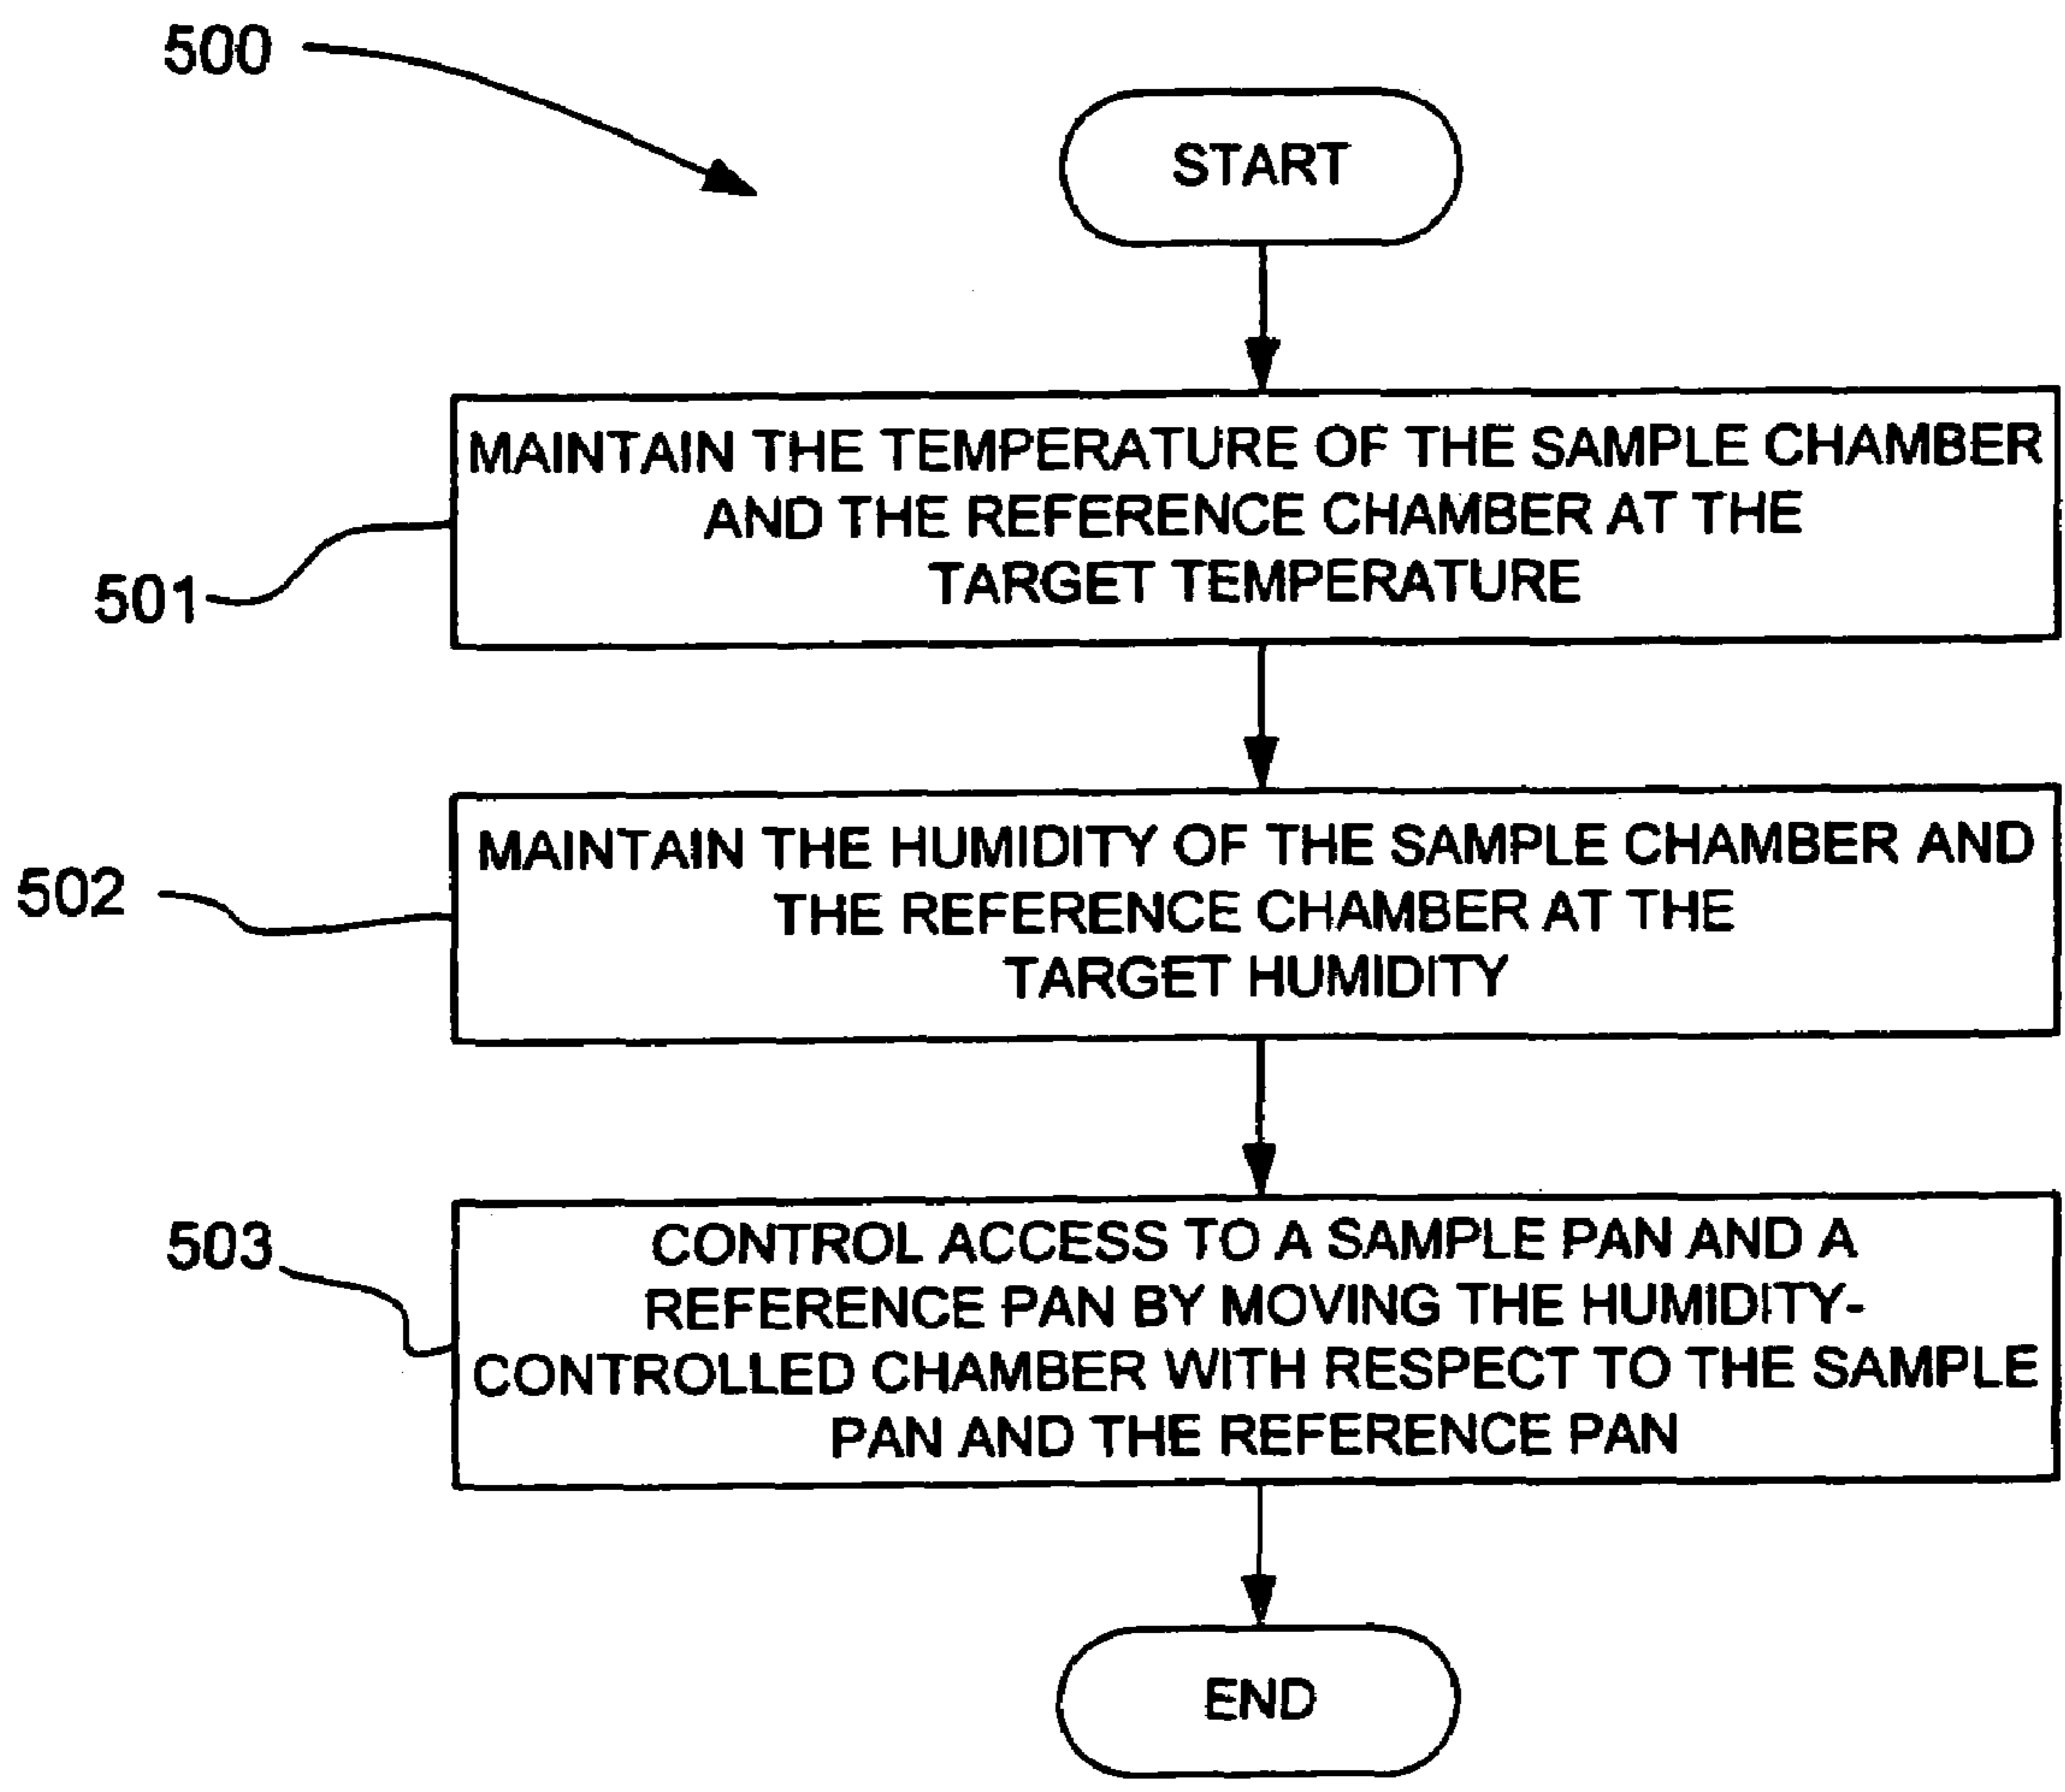 500
START
MAINTAIN THE TEMPERATURE OF THE SAMPLE CHAMBER
AND THE REFERENCE CHAMBER AT THE
TARGET TEMPERATURE
501
MAINTAIN THE HUMIDITY OF THE SAMPLE CHAMBER AND
THE REFERENCE CHAMBER AT THE
TARGET HUMIDITY
502
CONTROL ACCESS TO A SAMPLE PAN AND A
REFERENCE PAN BY MOVING THE HUMIDITY-
CONTROLLED CHAMBER WITH RESPECT TO THE SAMPLE
PAN AND THE REFERENCE PAN
503
END